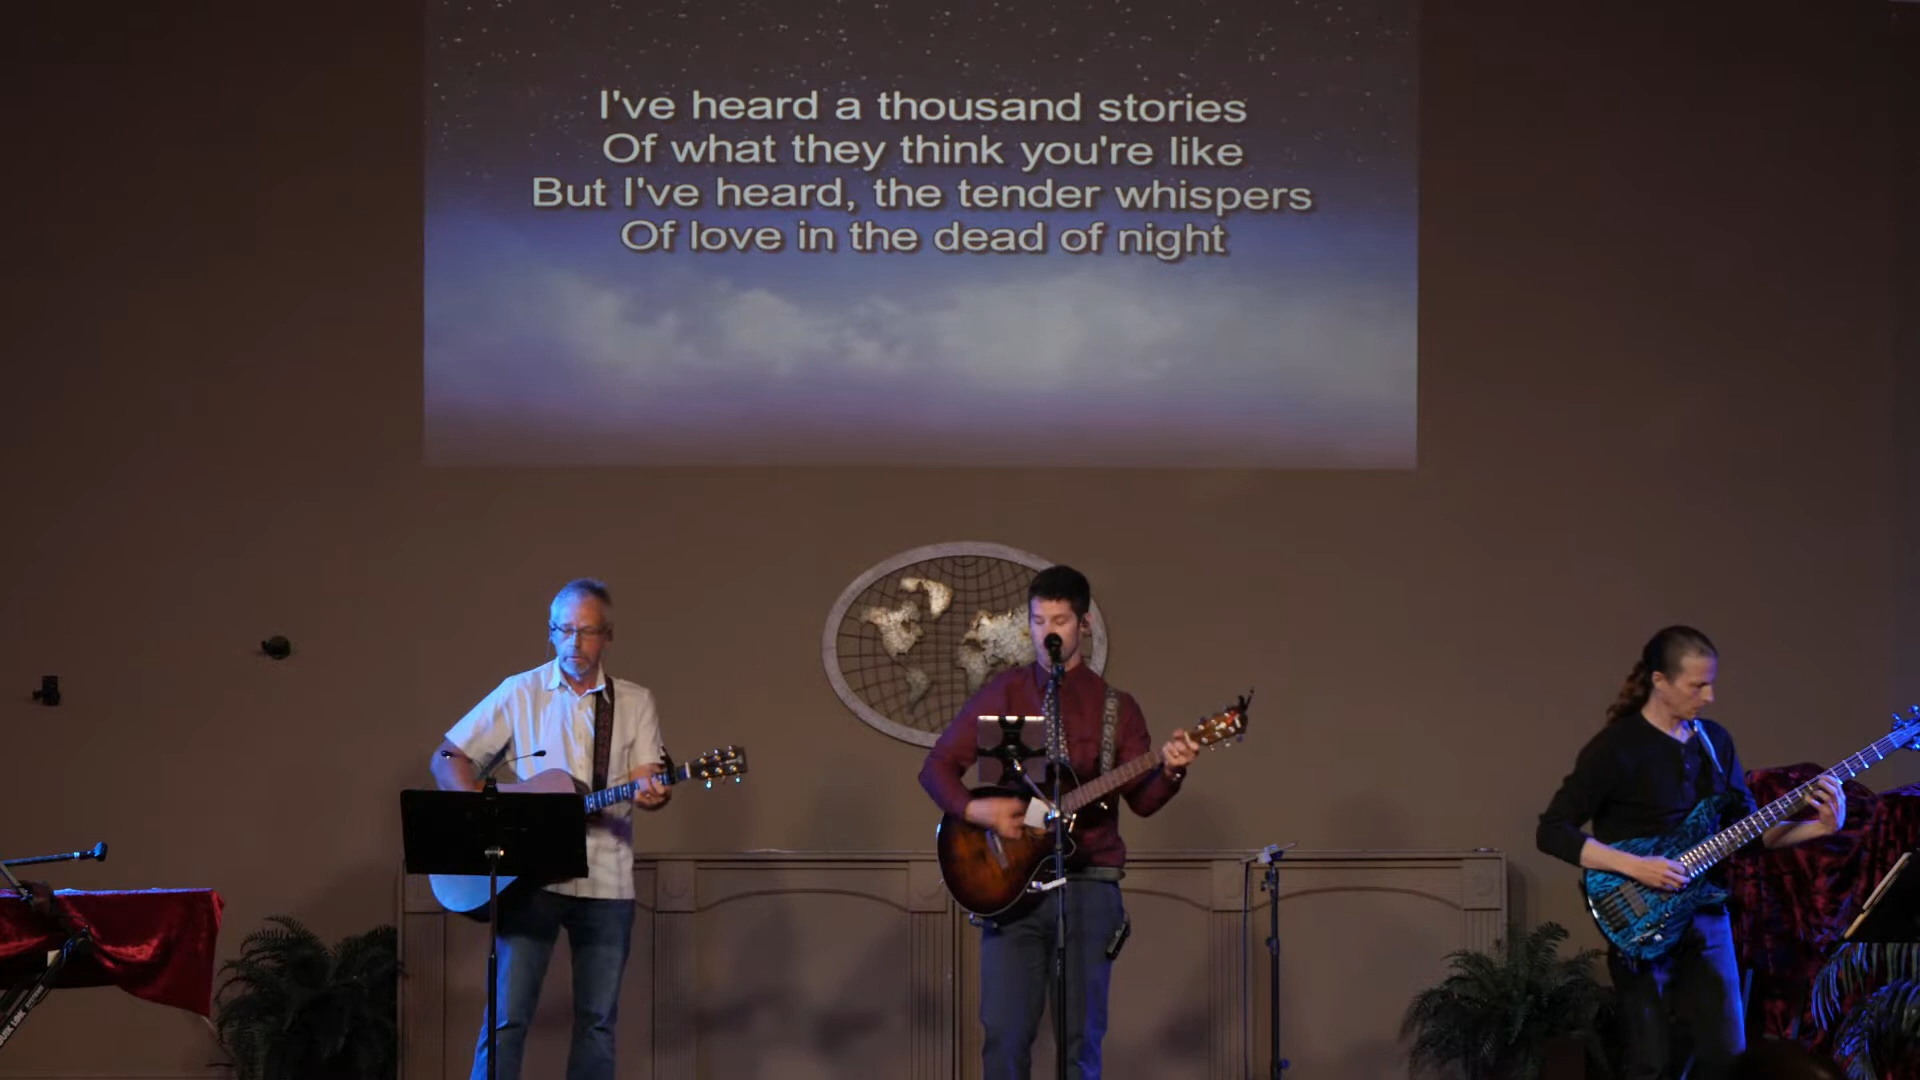 I've heard a thousand stories
Of what they think you're like
But I've heard, the tender whispers
Of love in the dead of night